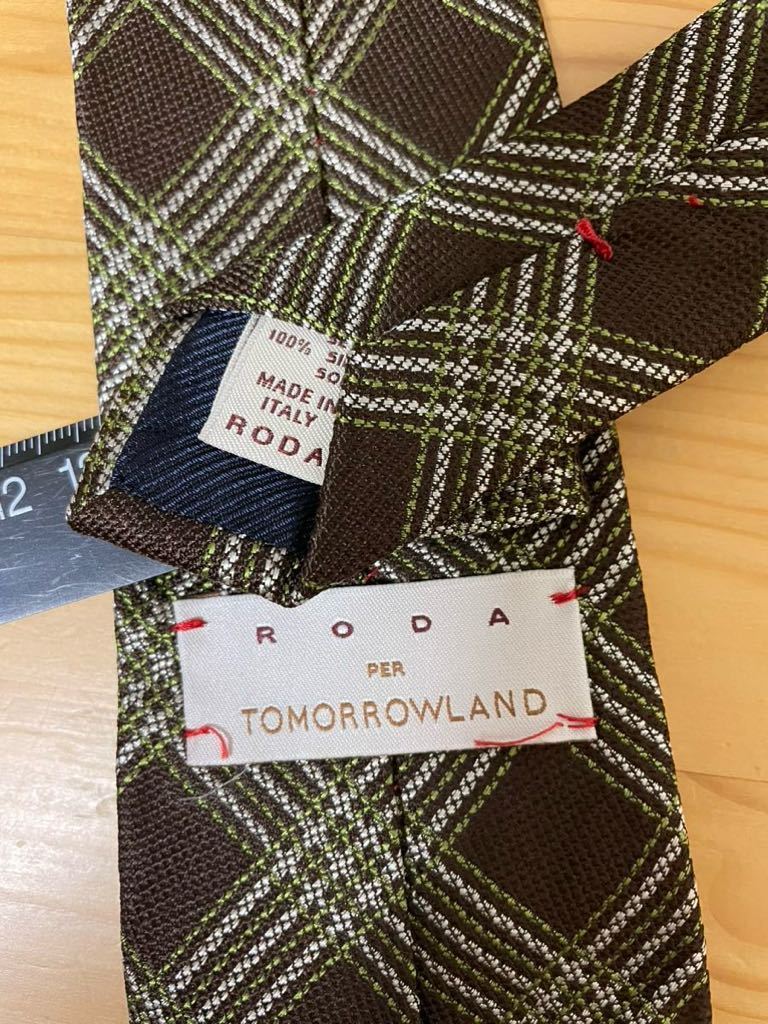 100% SI
SO
MADE IN
ITALY
RODA
12
RODA
PER
TOMORROWLAND